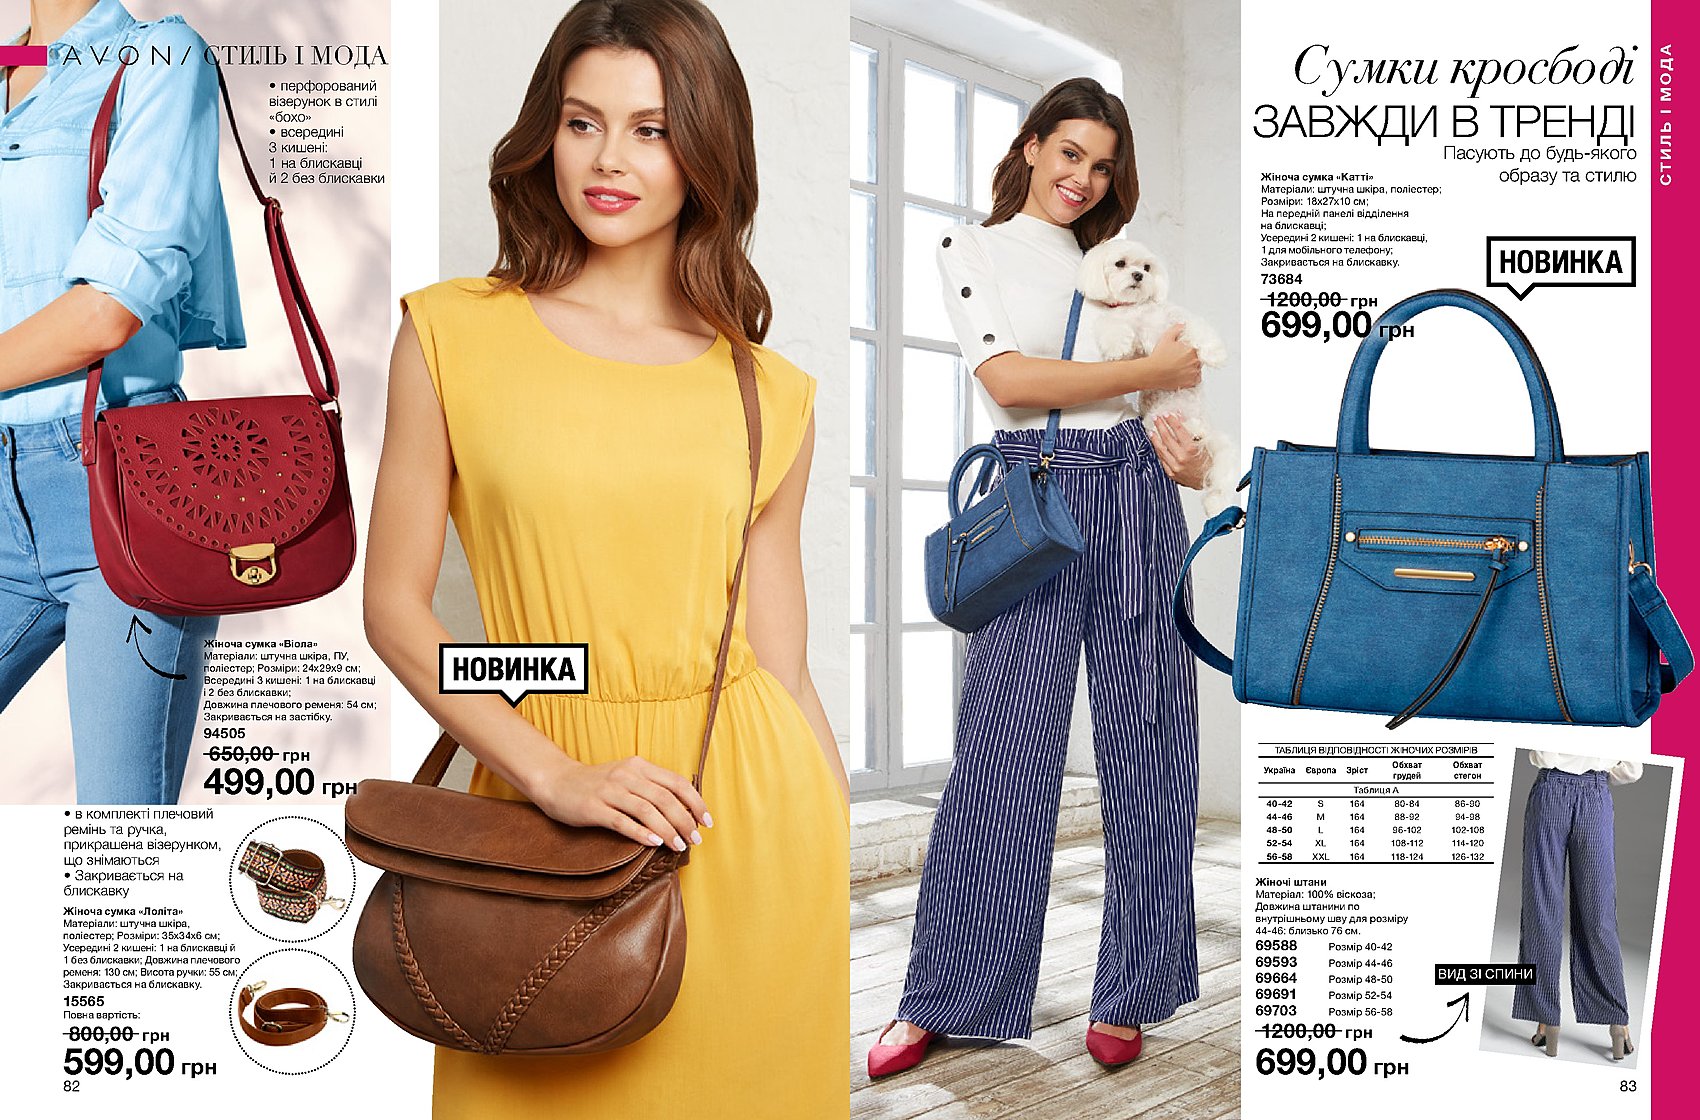 AVON / СТИЛЬ І МОДА
• перфорований
візерунок в стилі
«бохо»
• всередині
3 кишені:
1 на блискавці
й 2 без блискавки
Жіноча сумка «Віола»
Матеріали: штучна шкіра, ПУ,
поліестер; Розміри: 24х29х9 см;
Всередині 3 кишені: 1 на блискавці
і 2 без блискавки;
Довжина плечового ременя: 54 см;
Закривається на застібку.
94505
650,00 грн
499,00 грн
• в комплекті плечовий
ремінь та ручка,
прикрашена візерунком,
що знімаються
• Закривається на
блискавку
Жіноча сумка «Лоліта»
Матеріали: штучна шкіра,
поліестер; Розміри: 35х34х6 см;
Усередині 2 кишені: 1 на блискавці й
1 без блискавки; Довжина плечового
ременя: 130 см; Висота ручки: 55 см;
Закривається на блискавку.
15565
Повна вартість:
800,00 грн
599,00 грн
82
НОВИНКА
Сумки кросбоді
ЗАВЖДИ В ТРЕНДІ
Пасують до будь-якого
образу та стилю
СТИЛЬ І МОДА
Жіноча сумка «Катті»
Матеріали: штучна шкіра, поліестер;
Розміри: 18х27х10 см;
На передній панелі відділення
на блискавці;
Усередині 2 кишені: 1 на блискавці,
1 для мобільного телефону;
Закривається на блискавку.
73684
1200,00 грн
699,00 грн
НОВИНКА
ТАБЛИЦЯ ВІДПОВІДНОСТІ ЖІНОЧИХ РОЗМІРІВ
Україна Європа Зріст Обхват грудей Обхват стегон
Таблиця А
40-42 S 164 80-84 86-90
44-46 M 164 88-92 94-98
48-50 L 164 96-102 102-108
52-54 XL 164 108-112 114-120
56-58 XXL 164 118-124 126-132
Жіночі штани
Матеріал: 100% віскоза;
Довжина штанини по
внутрішньому шву для розміру
44-46: близько 76 см.
69588 Розмір 40-42
69593 Розмір 44-46
69664 Розмір 48-50
69691 Розмір 52-54
69703 Розмір 56-58
1200,00 грн
699,00 грн
ВИД ЗІ СПИНИ
83